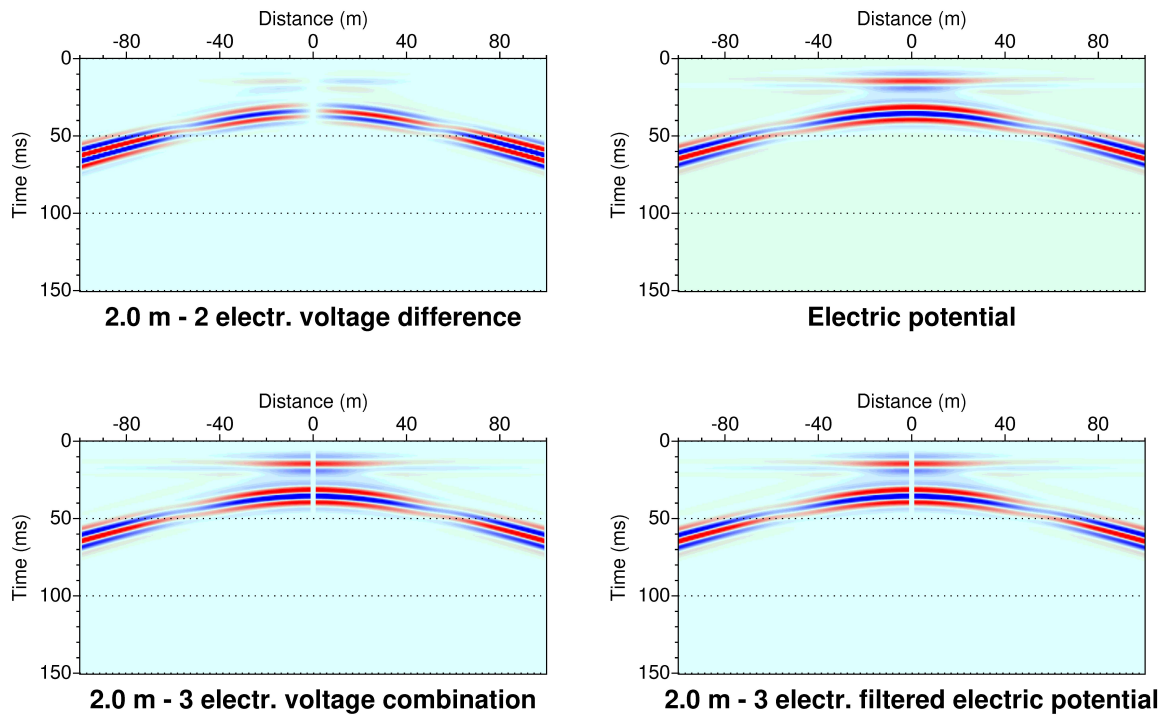 Distance (m)
-80 -40 0 40 80
0
50
100
150
Time (ms)
2.0 m - 2 electr. voltage difference
Distance (m)
-80 -40 0 40 80
0
50
100
150
Time (ms)
Electric potential
Distance (m)
-80 -40 0 40 80
0
50
100
150
Time (ms)
2.0 m - 3 electr. voltage combination
Distance (m)
-80 -40 0 40 80
0
50
100
150
Time (ms)
2.0 m - 3 electr. filtered electric potential